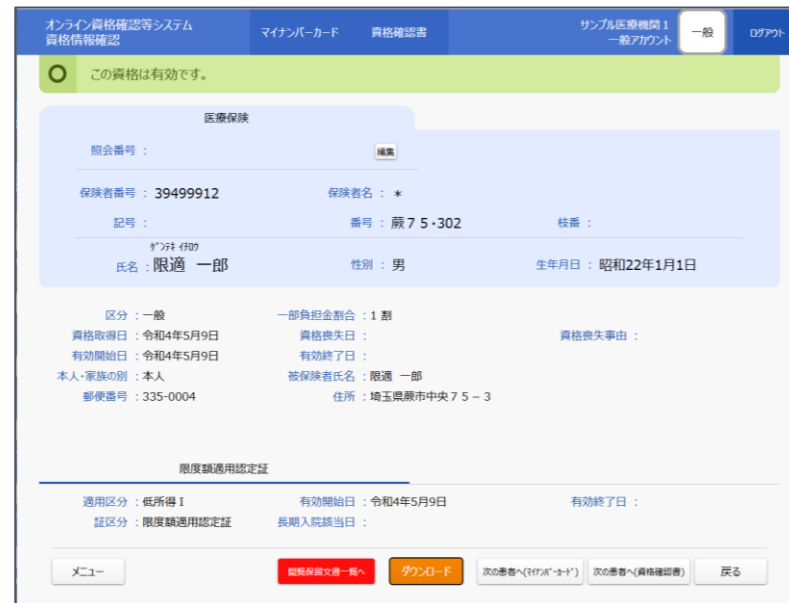 オンライン資格確認等システム
資格情報確認
マイナンバーカード
資格確認書
サンプル医療機関1
一般アカウント
一般
ログアウト
この資格は有効です。
医療保険
照会番号 :
編集
保険者番号 : 39499912 保険者名 : *
記号 : 番号 : 蕨75・302 枝番 :
ゲンテキ イチロウ
氏名 : 限適 一郎 性別 : 男 生年月日 : 昭和22年1月1日
区分 : 一般 一部負担金割合 : 1 割
資格取得日 : 令和4年5月9日 資格喪失日 : 資格喪失事由 :
有効開始日 : 令和4年5月9日 有効終了日 :
本人・家族の別 : 本人 被保険者氏名 : 限適 一郎
郵便番号 : 335-0004 住所 : 埼玉県蕨市中央75－3
限度額適用認定証
適用区分 : 低所得Ⅰ 有効開始日 : 令和4年5月9日 有効終了日 :
証区分 : 限度額適用認定証 長期入院該当日 :
メニュー 閲覧保留文書一覧へ ダウンロード 次の患者へ(マイナンバーカード) 次の患者へ(資格確認書) 戻る